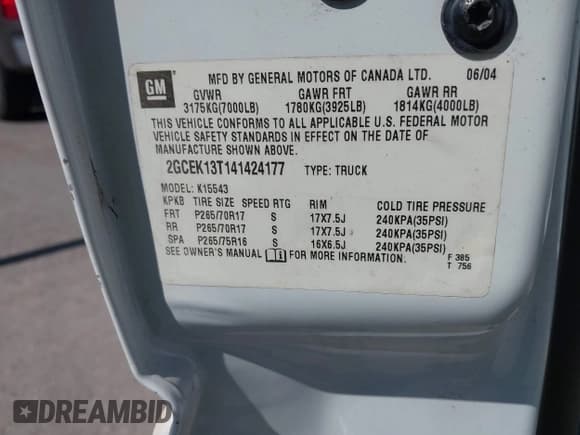 GM
MFD BY GENERAL MOTORS OF CANADA LTD. 06/04
GVWR GAWR FRT GAWR RR
3175KG(7000LB) 1780KG(3925LB) 1814KG(4000LB)
THIS VEHICLE CONFORMS TO ALL APPLICABLE U.S. FEDERAL MOTOR
VEHICLE SAFETY STANDARDS IN EFFECT ON THE DATE OF
MANUFACTURE SHOWN ABOVE.
2GCEK13T141424177 TYPE: TRUCK
MODEL: K15543
KPKB TIRE SIZE SPEED RTG RIM COLD TIRE PRESSURE
FRT P265/70R17 S 17X7.5J 240KPA(35PSI)
RR P265/70R17 S 17X7.5J 240KPA(35PSI)
SPA P265/75R16 S 16X6.5J 240KPA(35PSI)
SEE OWNER'S MANUAL FOR MORE INFORMATION.
F 385
T 756
DREAMBID